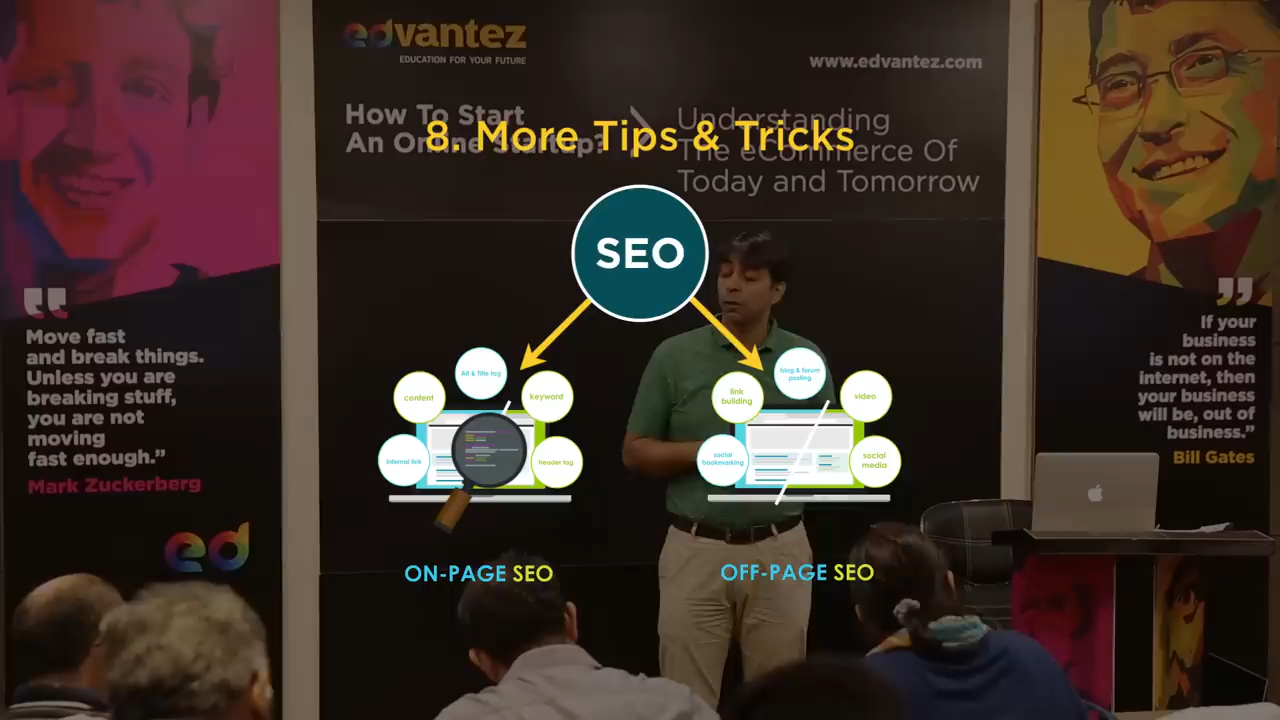 edvantez
EDUCATION FOR YOUR FUTURE
www.edvantez.com
How To Start
An Online Startup?
Understanding
The eCommerce Of
Today and Tomorrow
8. More Tips & Tricks
SEO
Move fast
and break things.
Unless you are
breaking stuff,
you are not
moving
fast enough.”
Mark Zuckerberg
ed
If your
business
is not on the
internet, then
your business
will be, out of
business.”
Bill Gates
internal link
content
Alt & Title tag
keyword
header tag
ON-PAGE SEO
social
bookmarking
link
building
blog & forum
posting
video
social
media
OFF-PAGE SEO